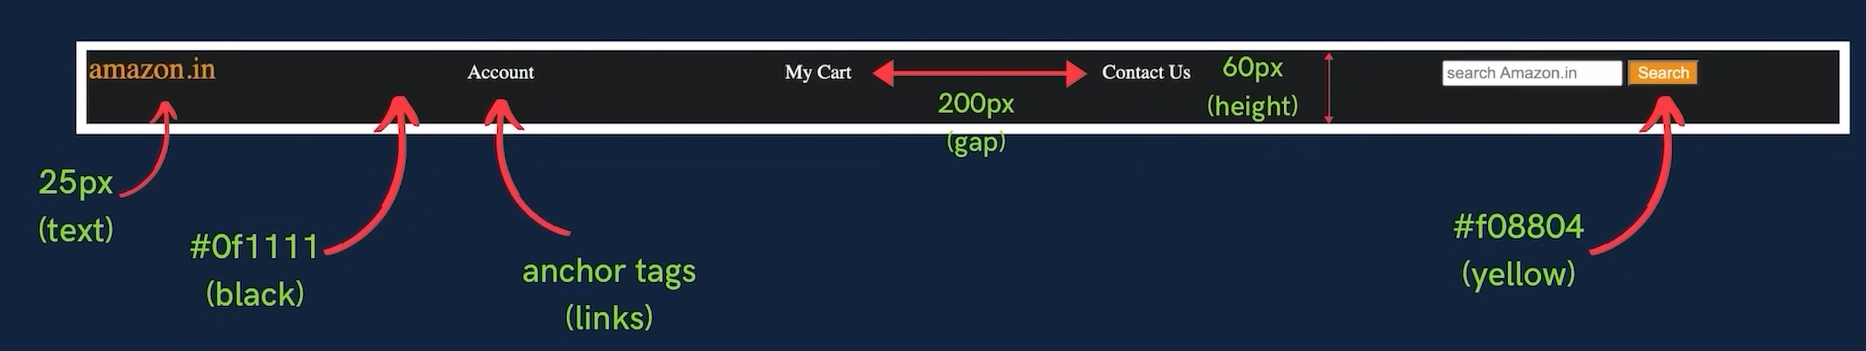 amazon.in
Account
My Cart
Contact Us
search Amazon.in
Search
60px
(height)
200px
(gap)
25px
(text)
#0f1111
(black)
anchor tags
(links)
#f08804
(yellow)